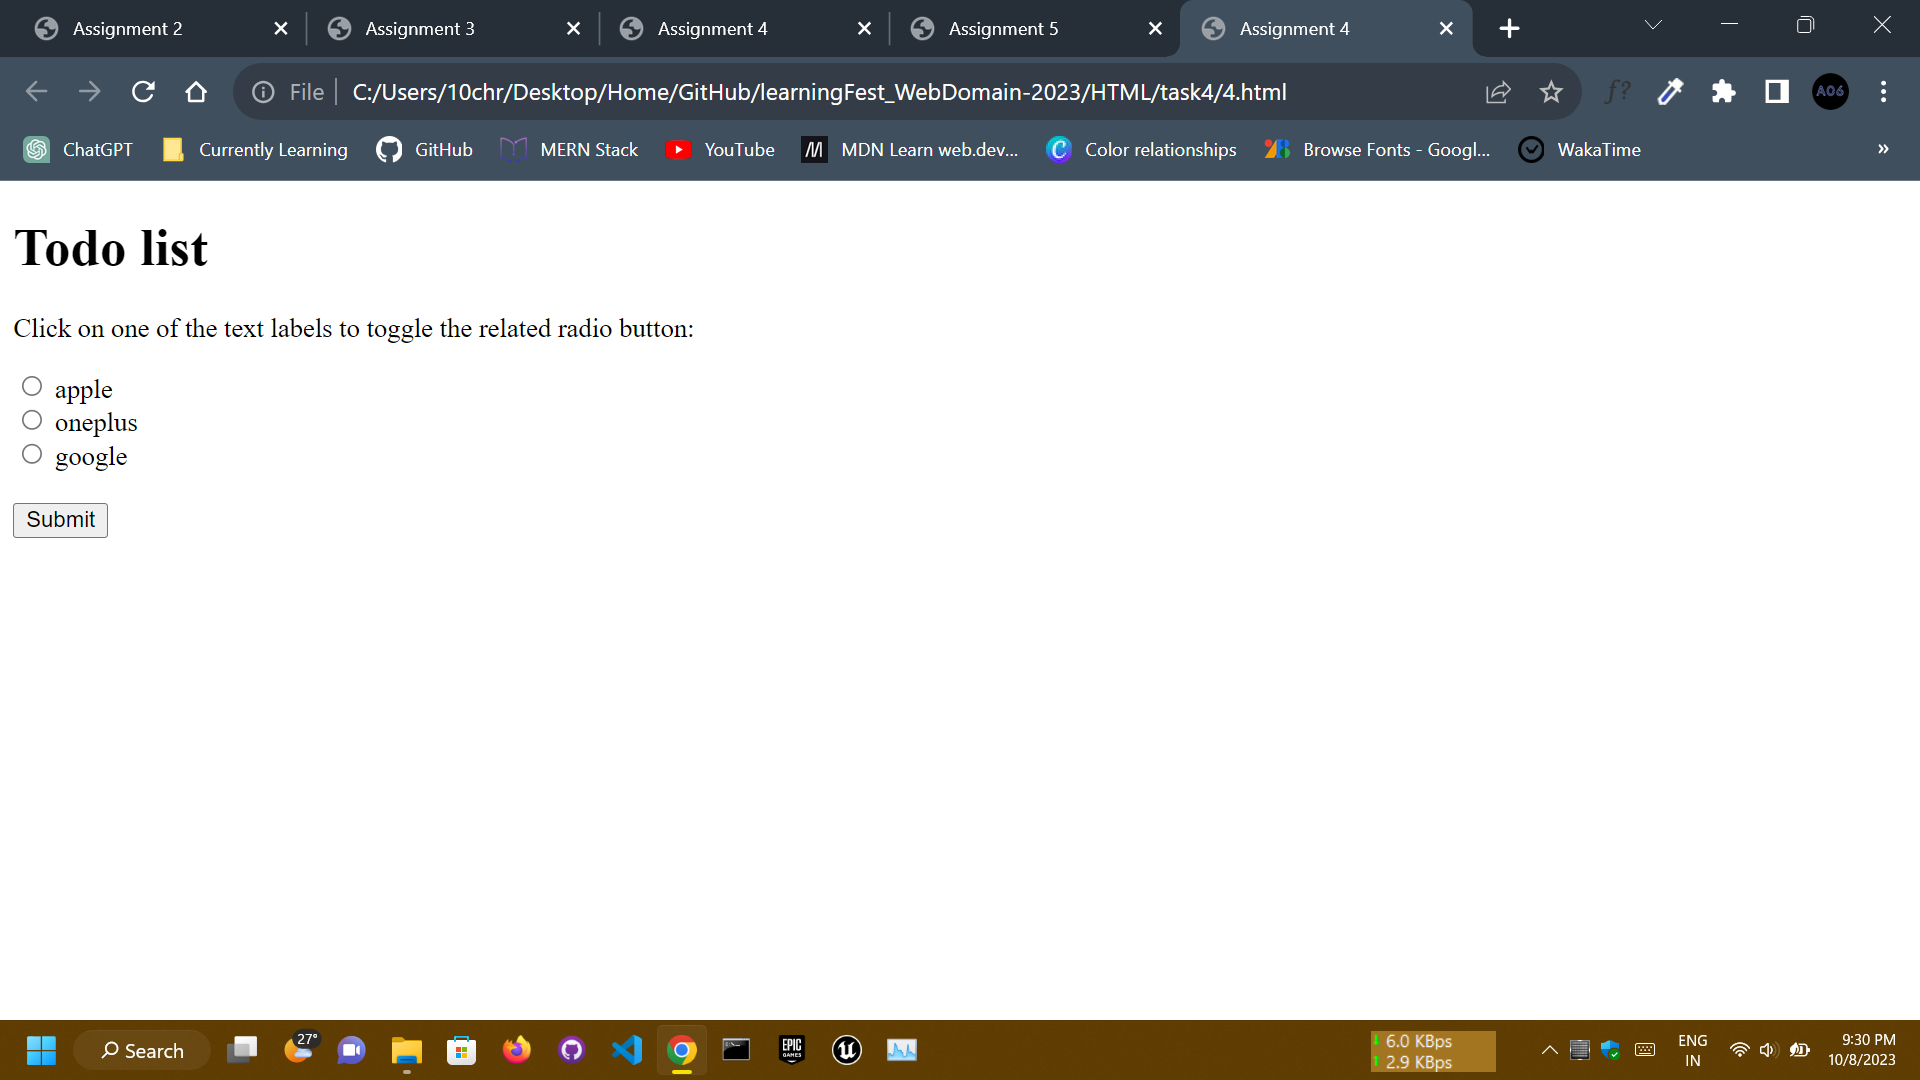 Assignment 2
Assignment 3
Assignment 4
Assignment 5
Assignment 4
File
C:/Users/10chr/Desktop/Home/GitHub/learningFest_WebDomain-2023/HTML/task4/4.html
f?
A06
ChatGPT
Currently Learning
GitHub
MERN Stack
YouTube
MDN Learn web.dev...
Color relationships
Browse Fonts - Googl...
WakaTime
»
Todo list
Click on one of the text labels to toggle the related radio button:
apple
oneplus
google
Submit
Search
27°
EPIC GAMES
6.0 KBps
2.9 KBps
ENG
IN
9:30 PM
10/8/2023